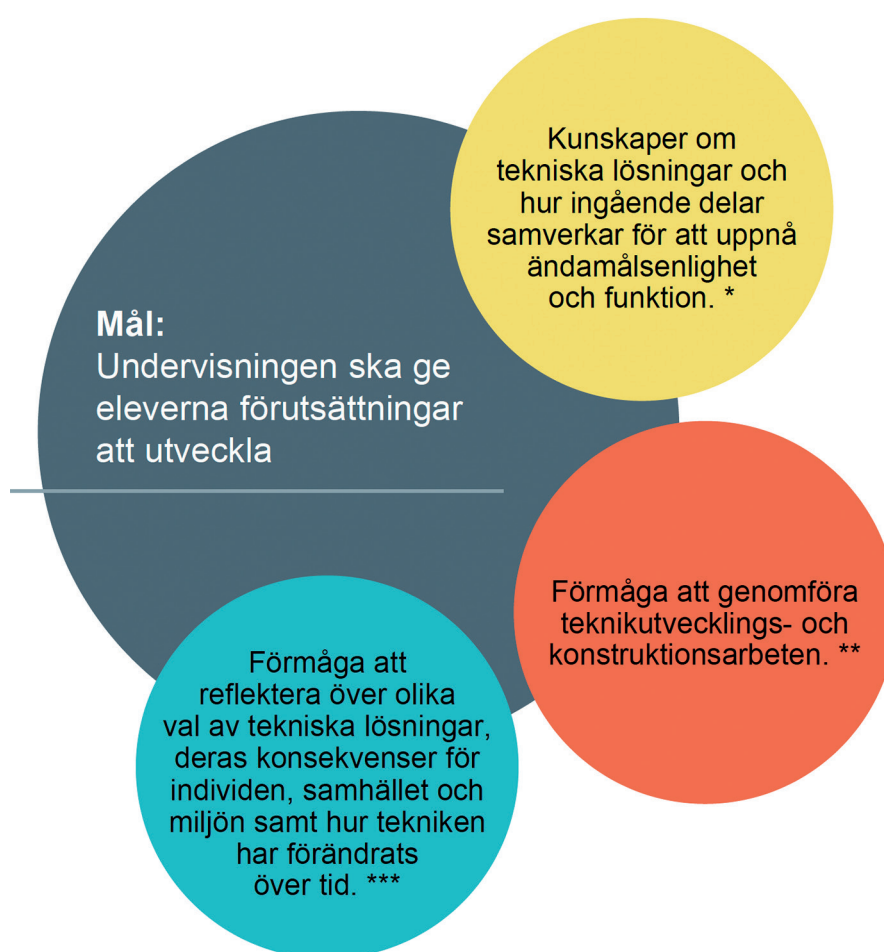 Mål:
Undervisningen ska ge
eleverna förutsättningar
att utveckla
Kunskaper om
tekniska lösningar och
hur ingående delar
samverkar för att uppnå
ändamålsenlighet
och funktion. *
Förmåga att genomföra
teknikutvecklings- och
konstruktionsarbeten. **
Förmåga att
reflektera över olika
val av tekniska lösningar,
deras konsekvenser för
individen, samhället och
miljön samt hur tekniken
har förändrats
över tid. ***